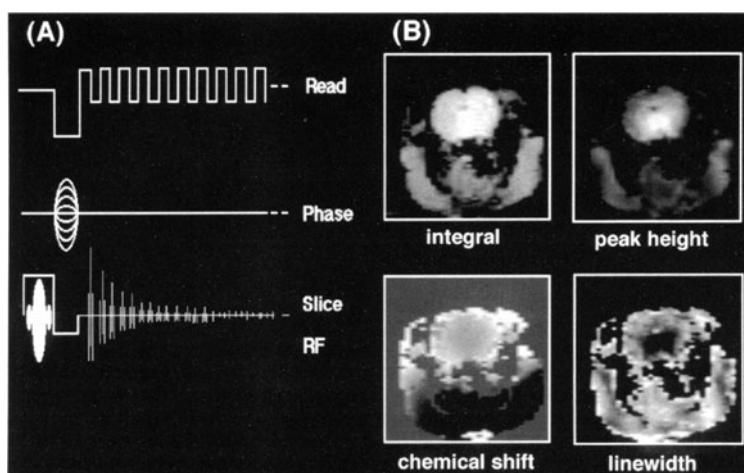 (A)
Read
Phase
Slice
RF
(B)
integral
peak height
chemical shift
linewidth